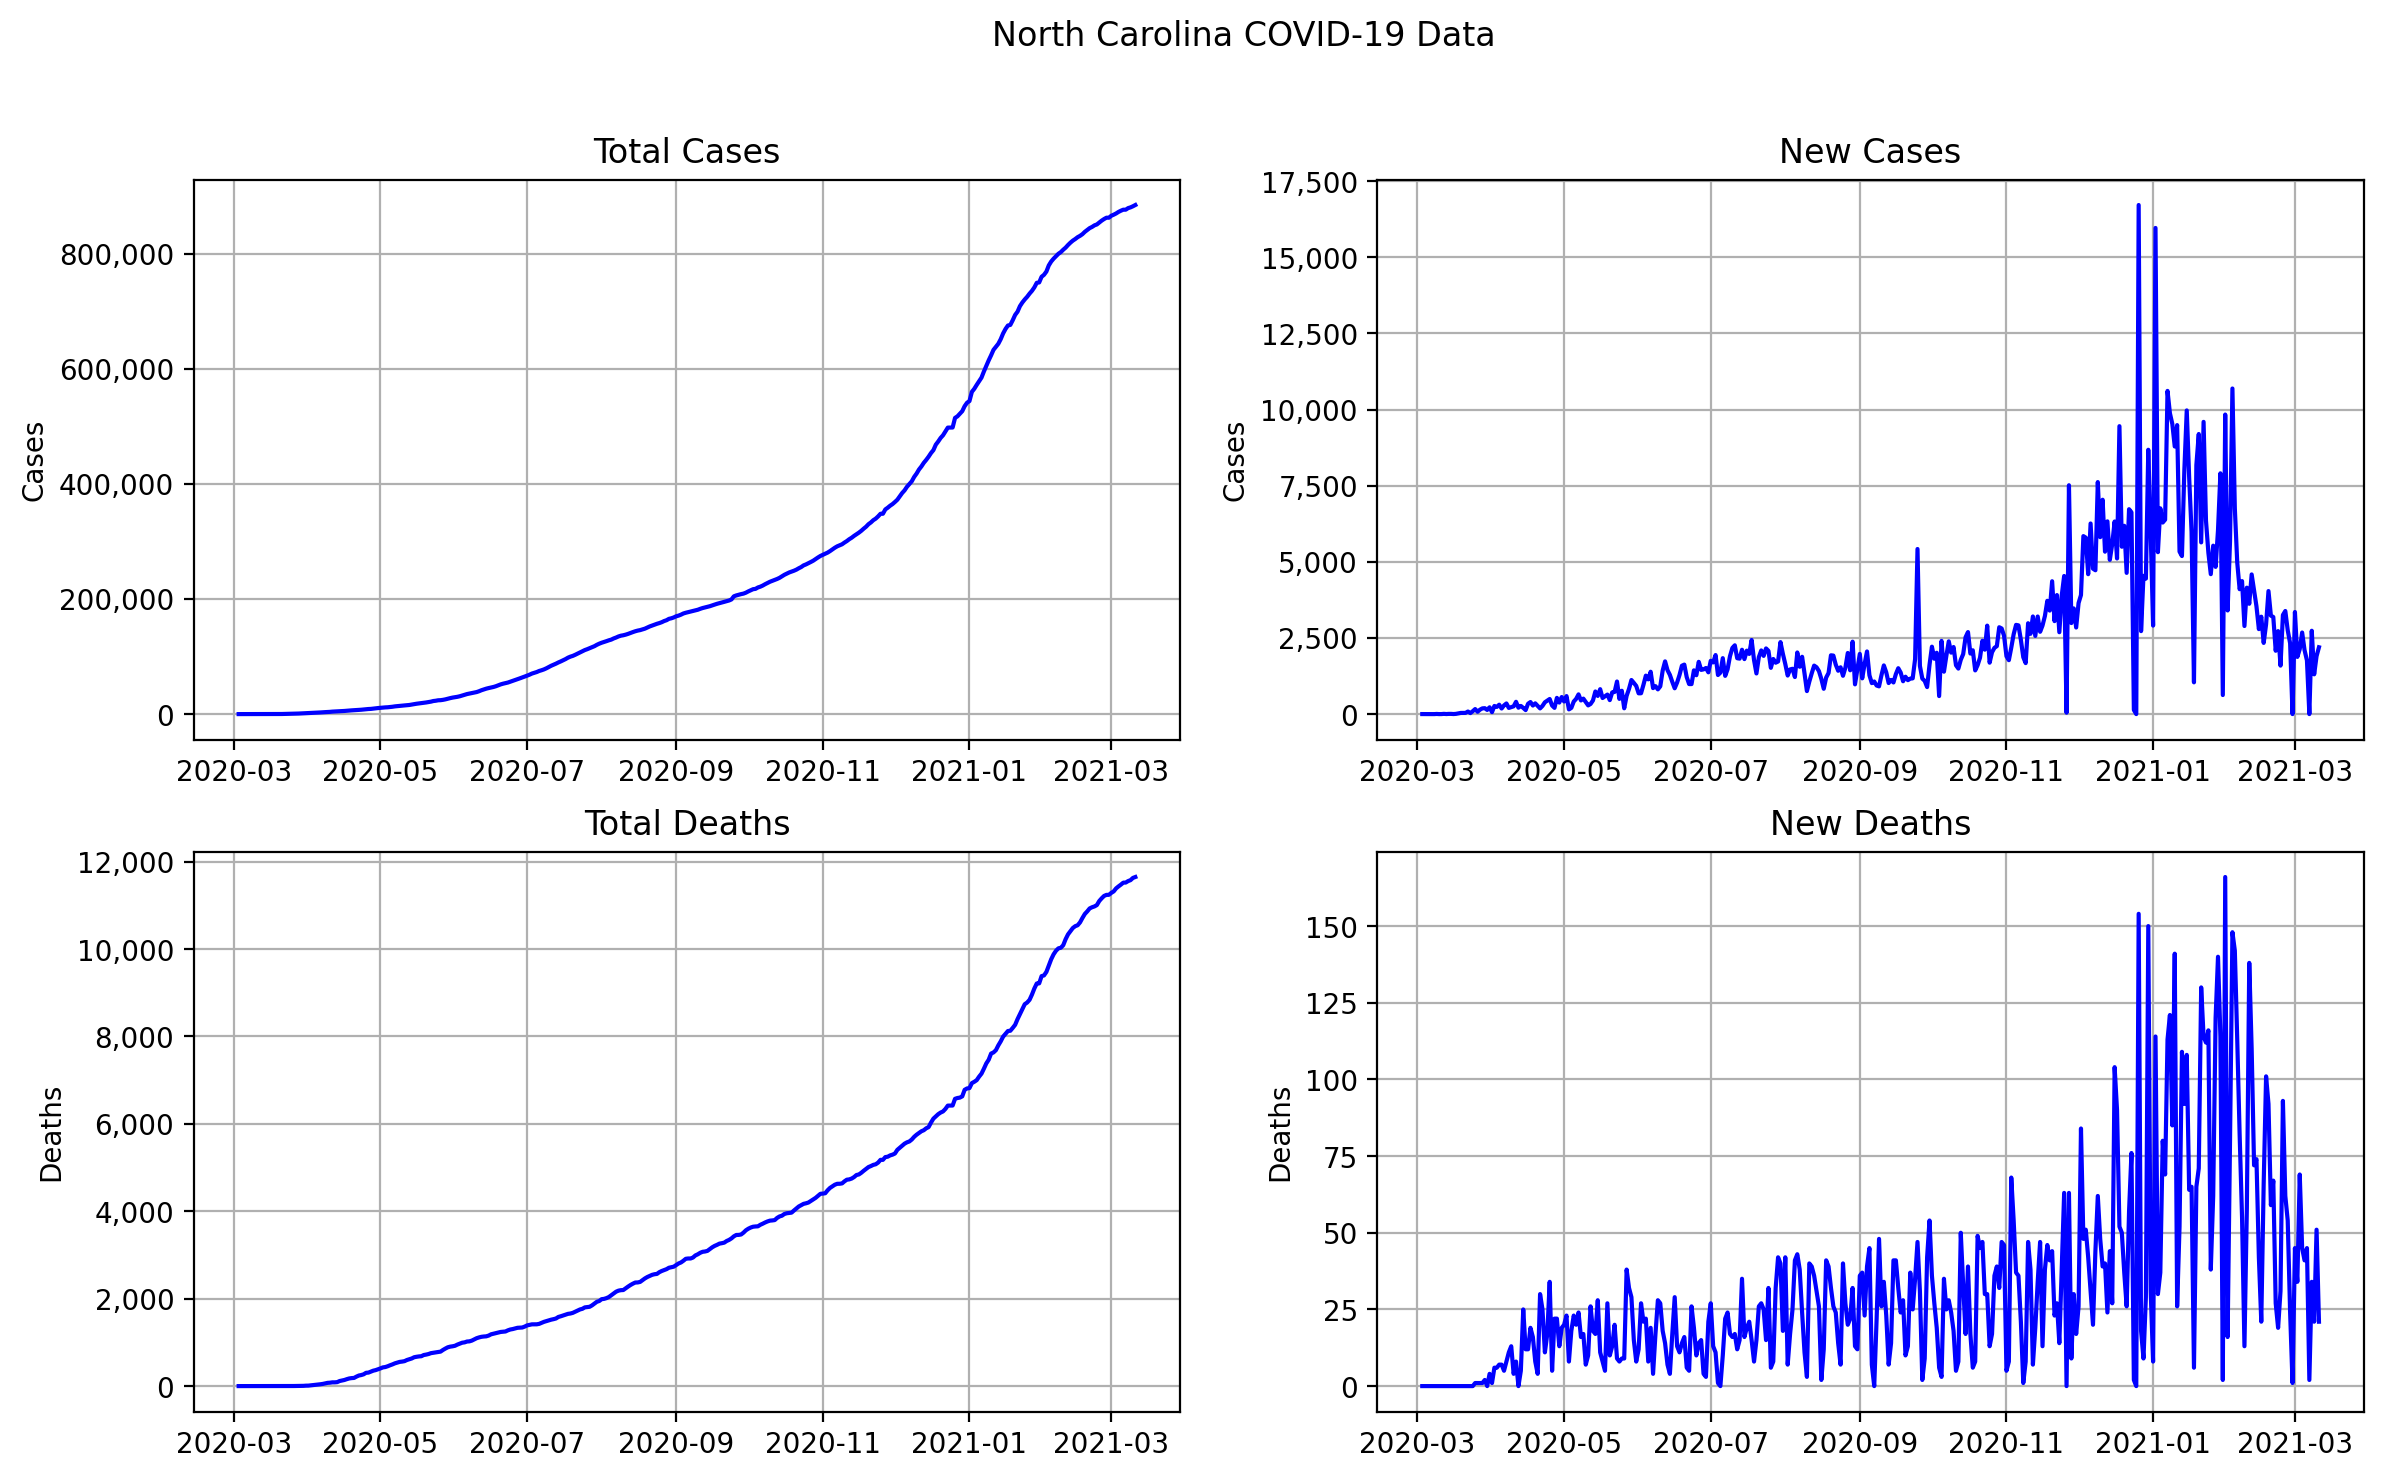 North Carolina COVID-19 Data
Total Cases
Cases
800,000
600,000
400,000
200,000
0
2020-03 2020-05 2020-07 2020-09 2020-11 2021-01 2021-03
New Cases
Cases
17,500
15,000
12,500
10,000
7,500
5,000
2,500
0
2020-03 2020-05 2020-07 2020-09 2020-11 2021-01 2021-03
Total Deaths
Deaths
12,000
10,000
8,000
6,000
4,000
2,000
0
2020-03 2020-05 2020-07 2020-09 2020-11 2021-01 2021-03
New Deaths
Deaths
150
125
100
75
50
25
0
2020-03 2020-05 2020-07 2020-09 2020-11 2021-01 2021-03